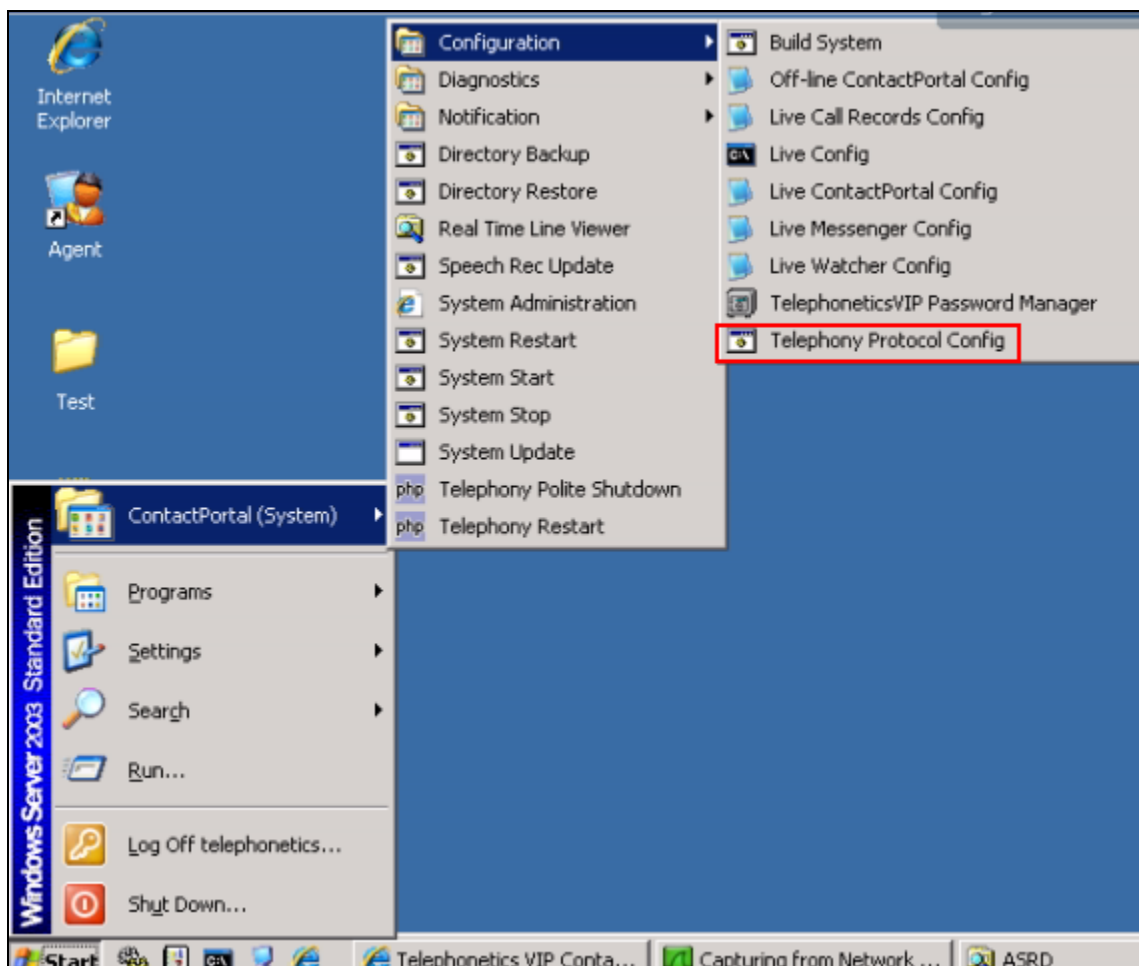 Internet
Explorer
Agent
Test
Configuration
Diagnostics
Notification
Directory Backup
Directory Restore
Real Time Line Viewer
Speech Rec Update
System Administration
System Restart
System Start
System Stop
System Update
php Telephony Polite Shutdown
php Telephony Restart
Build System
Off-line ContactPortal Config
Live Call Records Config
C:\ Live Config
Live ContactPortal Config
Live Messenger Config
Live Watcher Config
TelephoneticsVIP Password Manager
Telephony Protocol Config
Windows Server 2003 Standard Edition
ContactPortal (System)
Programs
Settings
Search
Run...
Log Off telephonetics...
Shut Down...
Start
C:\
Telephonetics VIP Conta...
Capturing from Network ...
ASRD